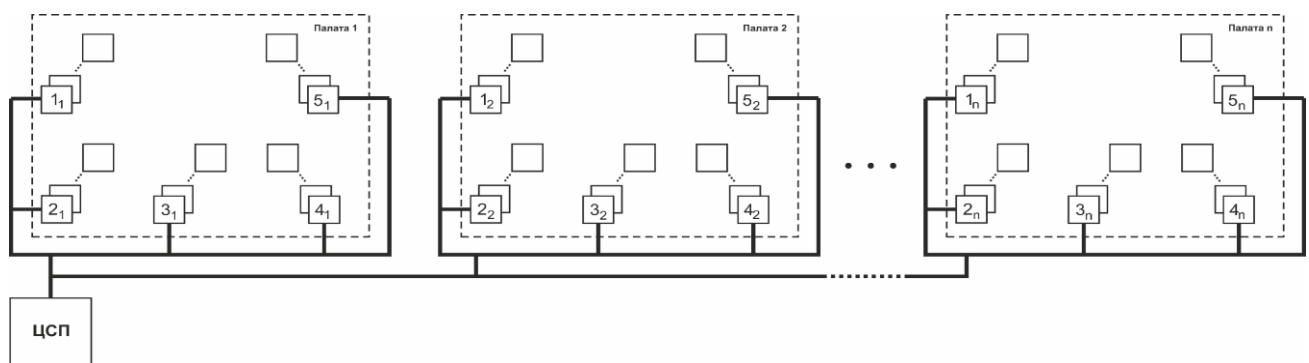 Палата 1 Палата 2 Палата n
1₁ 5₁ 1₂ 5₂ • • • 1ₙ 5ₙ
2₁ 3₁ 4₁ 2₂ 3₂ 4₂ 2ₙ 3ₙ 4ₙ
ЦСП